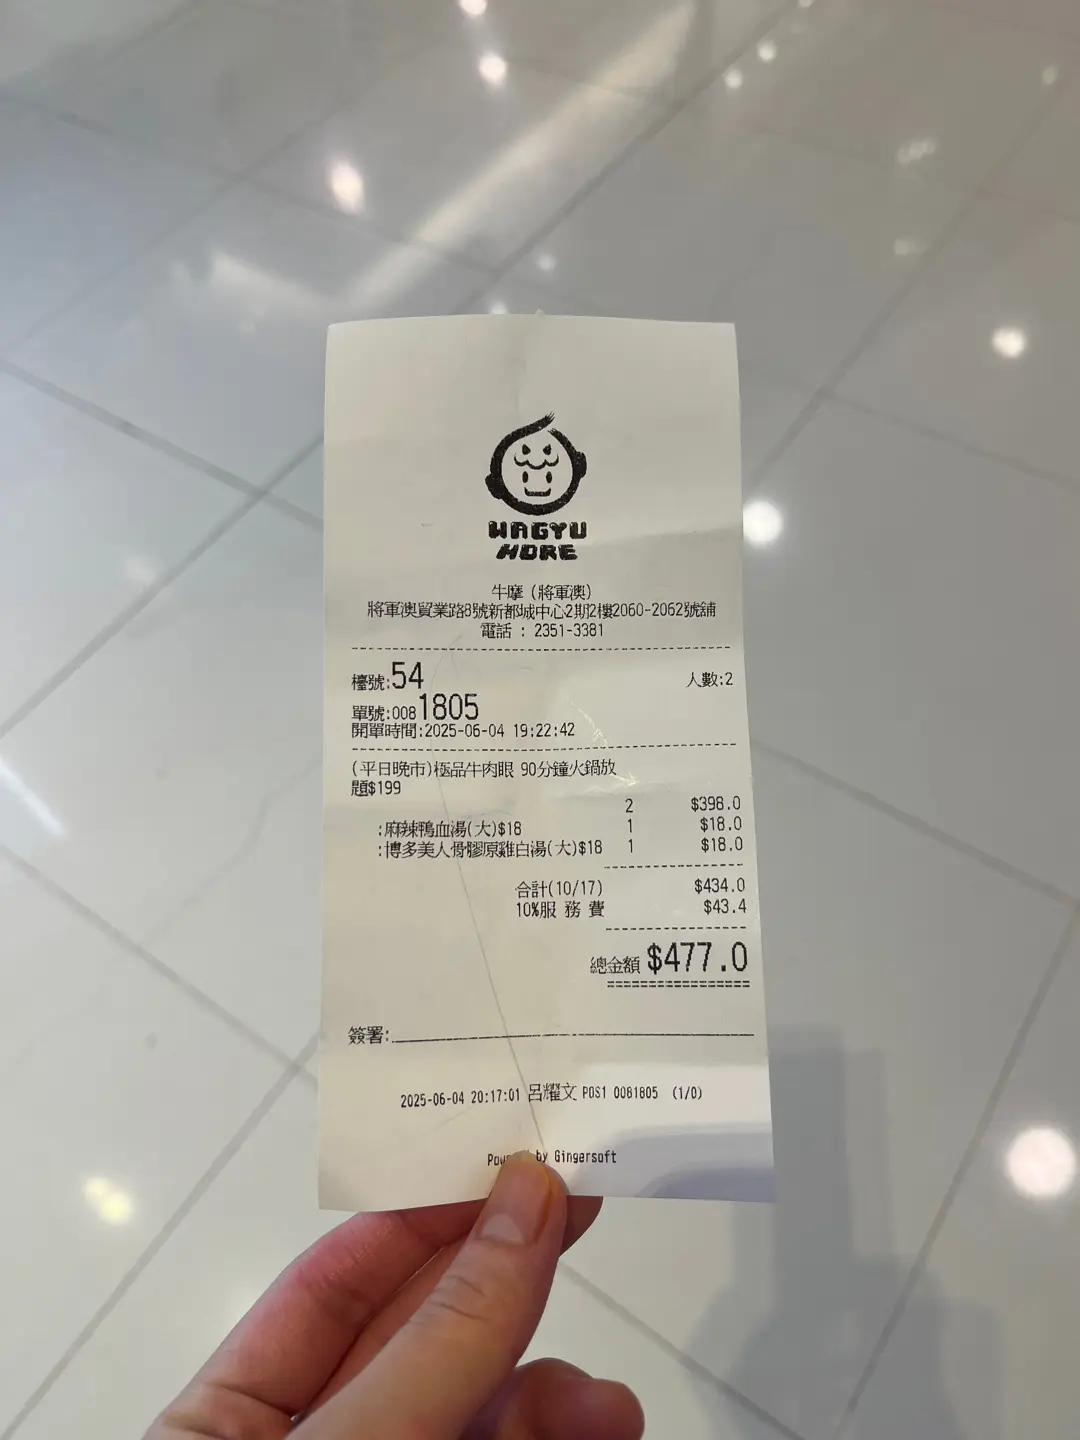 WAGYU
MORE
牛摩 (將軍澳)
將軍澳貿業路8號新都城中心2期2樓2060-2062號舖
電話 : 2351-3381
檯號:54 人數:2
單號:0081805
開單時間:2025-06-04 19:22:42
(平日晚市)極品牛肉眼 90分鐘火鍋放
題$199
2 $398.0
:麻辣鴨血湯(大)$18 1 $18.0
:博多美人骨膠原雞白湯(大)$18 1 $18.0
合計(10/17) $434.0
10%服 務 費 $43.4
總金額 $477.0
簽署:
2025-06-04 20:17:01 呂耀文 POS1 0081805 (1/0)
by Gingersoft